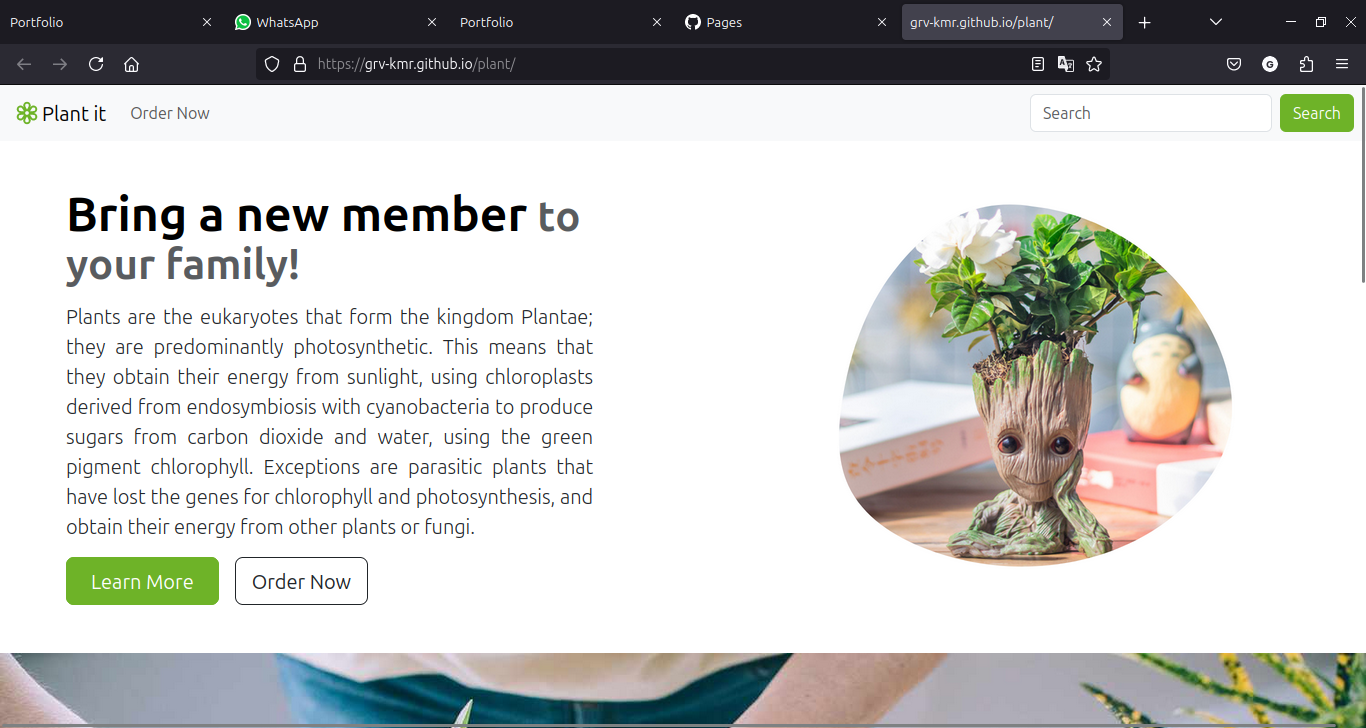 Portfolio
WhatsApp
Portfolio
Pages
grv-kmr.github.io/plant/
G
https://grv-kmr.github.io/plant/
Plant it
Order Now
Search
Search
Bring a new member to
your family!
Plants are the eukaryotes that form the kingdom Plantae;
they are predominantly photosynthetic. This means that
they obtain their energy from sunlight, using chloroplasts
derived from endosymbiosis with cyanobacteria to produce
sugars from carbon dioxide and water, using the green
pigment chlorophyll. Exceptions are parasitic plants that
have lost the genes for chlorophyll and photosynthesis, and
obtain their energy from other plants or fungi.
Learn More
Order Now